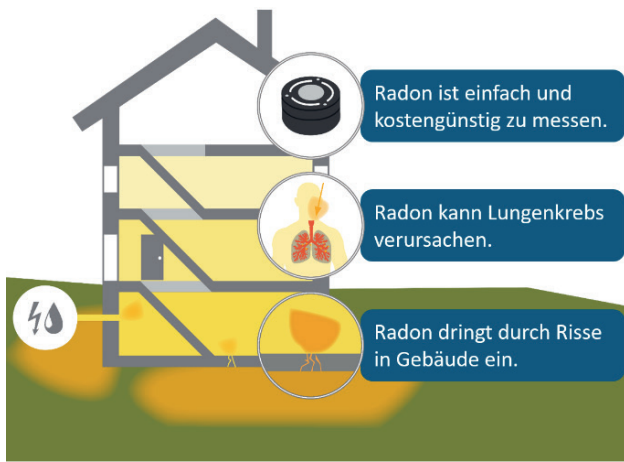 Radon ist einfach und
kostengünstig zu messen.
Radon kann Lungenkrebs
verursachen.
Radon dringt durch Risse
in Gebäude ein.